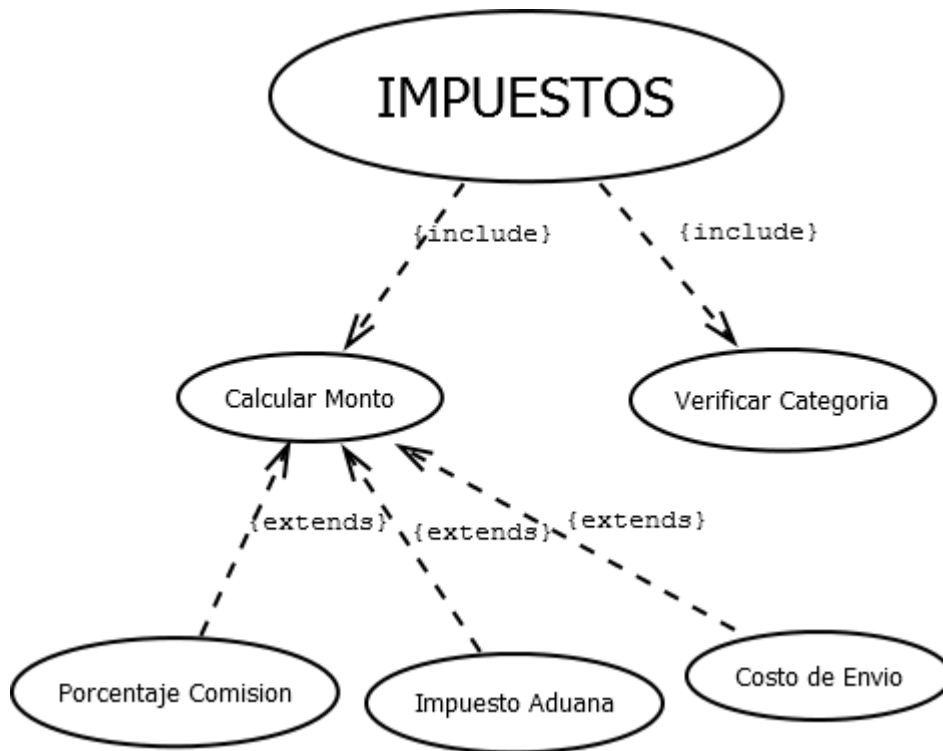 IMPUESTOS
{include}
{include}
Calcular Monto
Verificar Categoria
{extends}
{extends}
{extends}
Porcentaje Comision
Impuesto Aduana
Costo de Envio